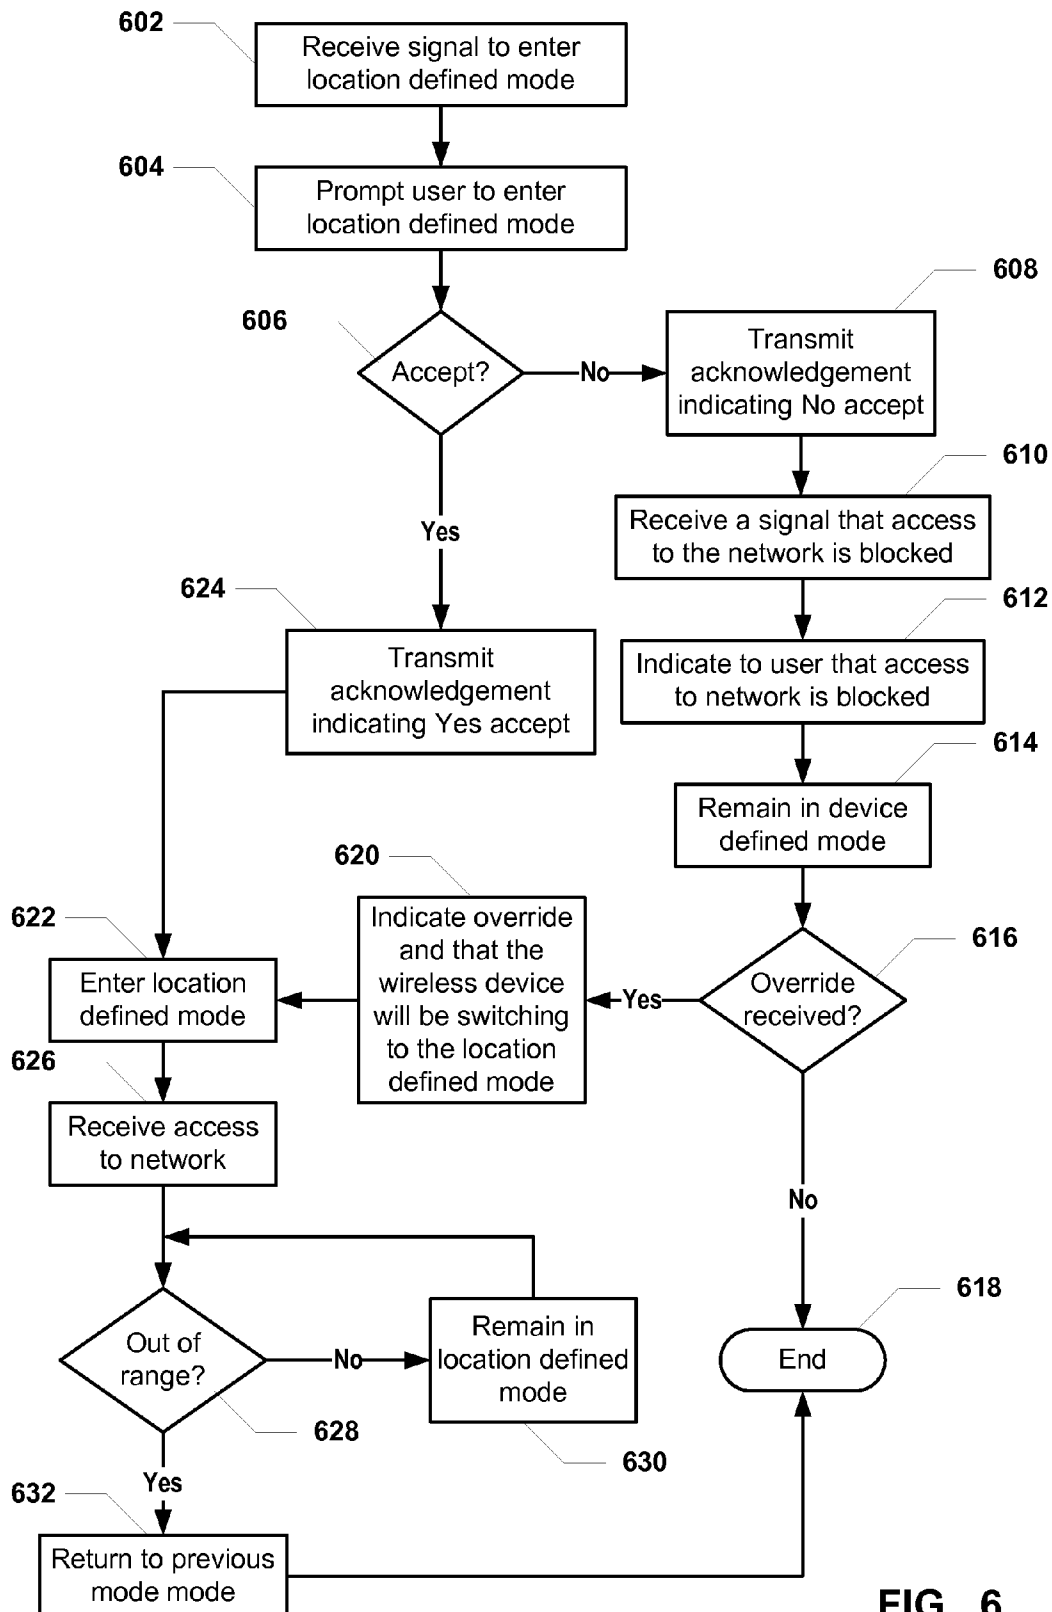 602
Receive signal to enter
location defined mode
604
Prompt user to enter
location defined mode
608
606
Accept?
No
Transmit
acknowledgement
indicating No accept
610
Yes
Receive a signal that access
to the network is blocked
624
612
Transmit
acknowledgement
indicating Yes accept
Indicate to user that access
to network is blocked
614
Remain in device
defined mode
620
622
Indicate override
and that the
wireless device
will be switching
to the location
defined mode
616
Enter location
defined mode
Yes
Override
received?
626
Receive access
to network
No
618
Out of
range?
No
Remain in
location defined
mode
End
628
630
Yes
632
Return to previous
mode mode
FIG. 6